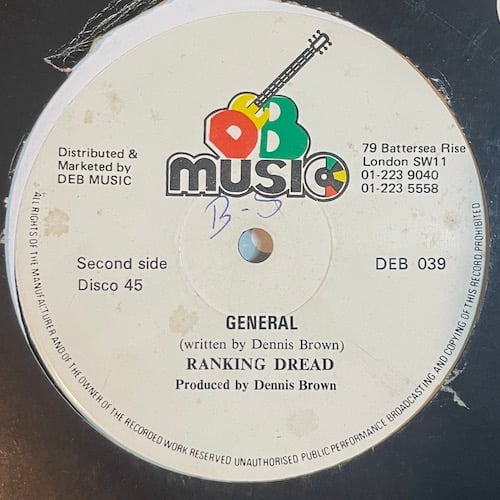 DEB
MUSIC
Distributed &
Marketed by
DEB MUSIC
79 Battersea Rise
London SW11
01-223 9040
01-223 5558
B-S
Second side
Disco 45
DEB 039
GENERAL
(written by Dennis Brown)
RANKING DREAD
Produced by Dennis Brown
ALL RIGHTS OF THE MANUFACTURER AND OF THE OWNER OF THE RECORDED WORK RESERVED UNAUTHORISED PUBLIC PERFORMANCE BROADCASTING AND COPYING OF THIS RECORD PROHIBITED